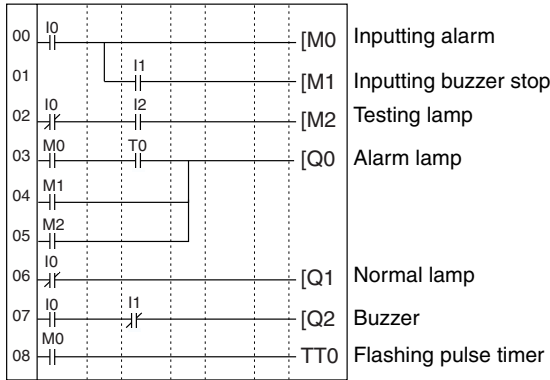 I0
00 [M0 Inputting alarm
I1
01 [M1 Inputting buzzer stop
I0 I2
02 [M2 Testing lamp
M0 T0
03 [Q0 Alarm lamp
M1
04
M2
05
I0
06 [Q1 Normal lamp
I0 I1
07 [Q2 Buzzer
M0
08 TT0 Flashing pulse timer